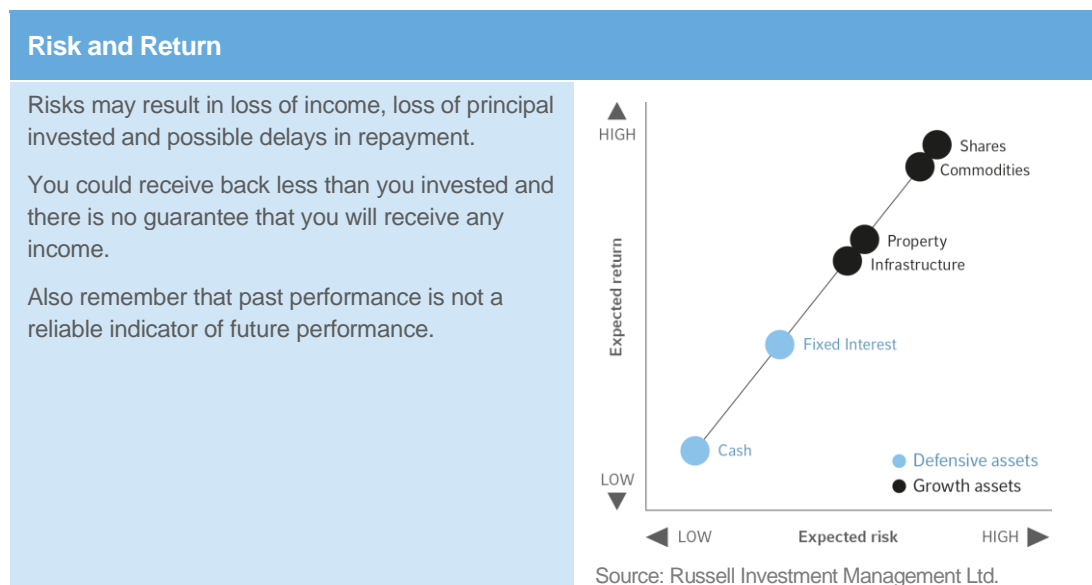 Risk and Return
Risks may result in loss of income, loss of principal
invested and possible delays in repayment.
You could receive back less than you invested and
there is no guarantee that you will receive any
income.
Also remember that past performance is not a
reliable indicator of future performance.
HIGH
Shares
Commodities
Property
Infrastructure
Expected return
Fixed Interest
Cash
LOW
Defensive assets
Growth assets
LOW Expected risk HIGH
Source: Russell Investment Management Ltd.